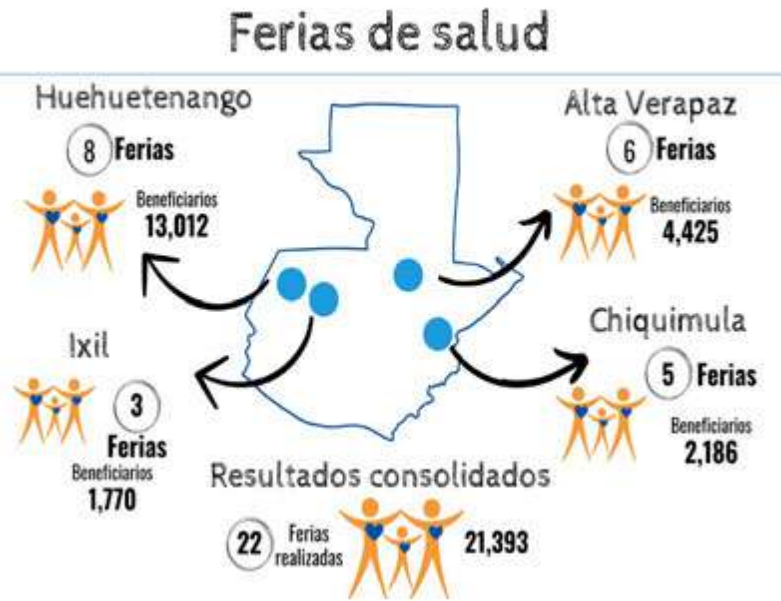 Ferias de salud
Huehuetenango
8 Ferias
Beneficiarios
13,012
Alta Verapaz
6 Ferias
Beneficiarios
4,425
Ixil
3
Ferias
Beneficiarios
1,770
Chiquimula
5 Ferias
Beneficiarios
2,186
Resultados consolidados
22 Ferias
realizadas
21,393